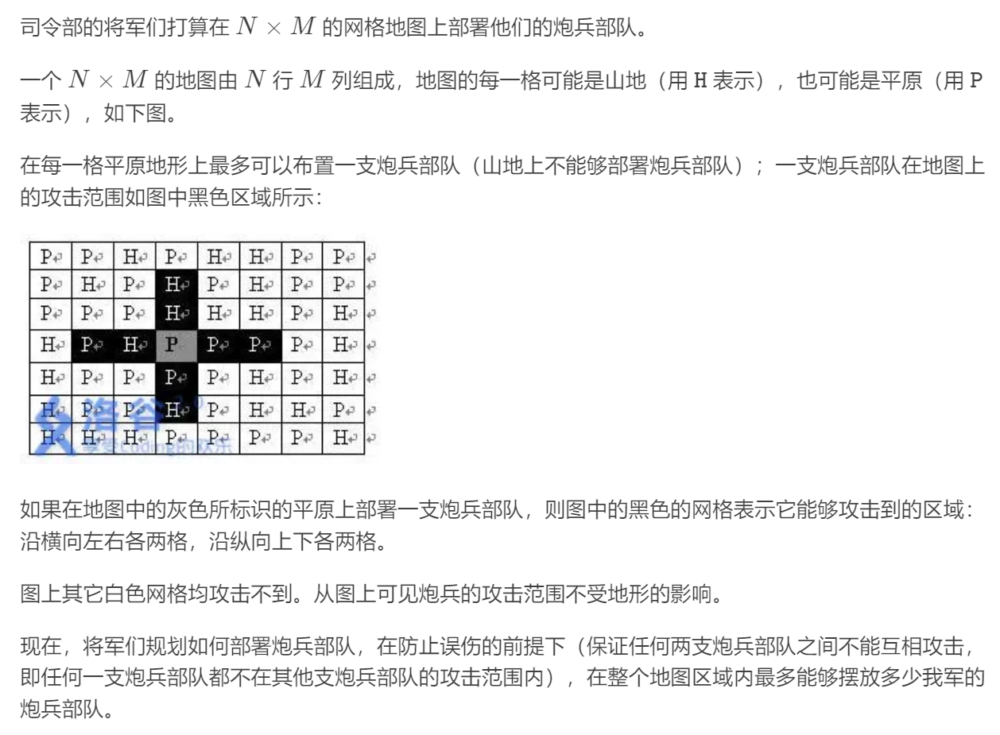 司令部的将军们打算在 N × M 的网格地图上部署他们的炮兵部队。
一个 N × M 的地图由 N 行 M 列组成，地图的每一格可能是山地（用 H 表示），也可能是平原（用 P
表示），如下图。
在每一格平原地形上最多可以布置一支炮兵部队（山地上不能够部署炮兵部队）；一支炮兵部队在地图上
的攻击范围如图中黑色区域所示：
P P H P H H P P
P H P H P H P P
P P P H H H P H
H P H P P P P H
H P P P P H P H
H P P H P H H P
H H H P P P P H
洛谷
享受coding的欢乐
如果在地图中的灰色所标识的平原上部署一支炮兵部队，则图中的黑色的网格表示它能够攻击到的区域：
沿横向左右各两格，沿纵向上下各两格。
图上其它白色网格均攻击不到。从图上可见炮兵的攻击范围不受地形的影响。
现在，将军们规划如何部署炮兵部队，在防止误伤的前提下（保证任何两支炮兵部队之间不能互相攻击，
即任何一支炮兵部队都不在其他支炮兵部队的攻击范围内），在整个地图区域内最多能够摆放多少我军的
炮兵部队。